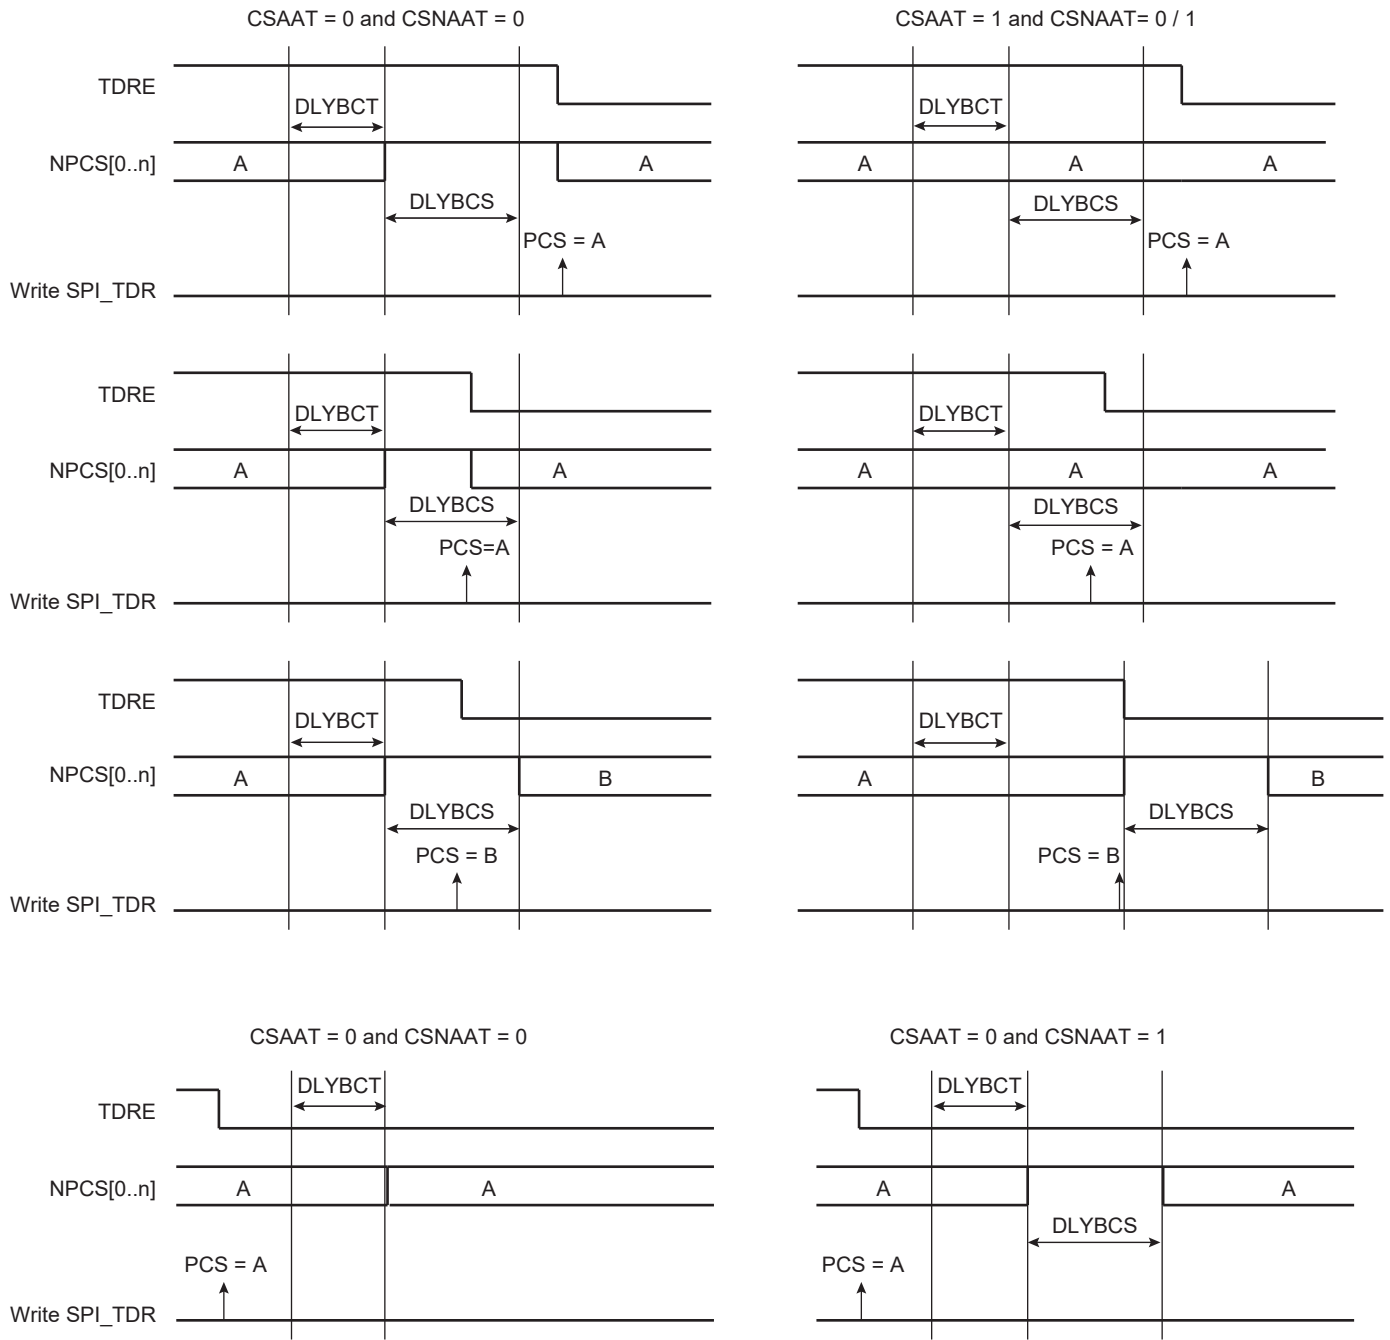 CSAAT = 0 and CSNAAT = 0
CSAAT = 1 and CSNAAT= 0 / 1
TDRE
DLYBCT
DLYBCT
NPCS[0..n]
A
A
A
A
A
DLYBCS
DLYBCS
PCS = A
PCS = A
Write SPI_TDR
TDRE
DLYBCT
DLYBCT
NPCS[0..n]
A
A
A
A
A
DLYBCS
DLYBCS
PCS=A
PCS = A
Write SPI_TDR
TDRE
DLYBCT
DLYBCT
NPCS[0..n]
A
B
A
B
DLYBCS
DLYBCS
PCS = B
PCS = B
Write SPI_TDR
CSAAT = 0 and CSNAAT = 0
CSAAT = 0 and CSNAAT = 1
DLYBCT
DLYBCT
TDRE
NPCS[0..n]
A
A
A
A
DLYBCS
PCS = A
PCS = A
Write SPI_TDR